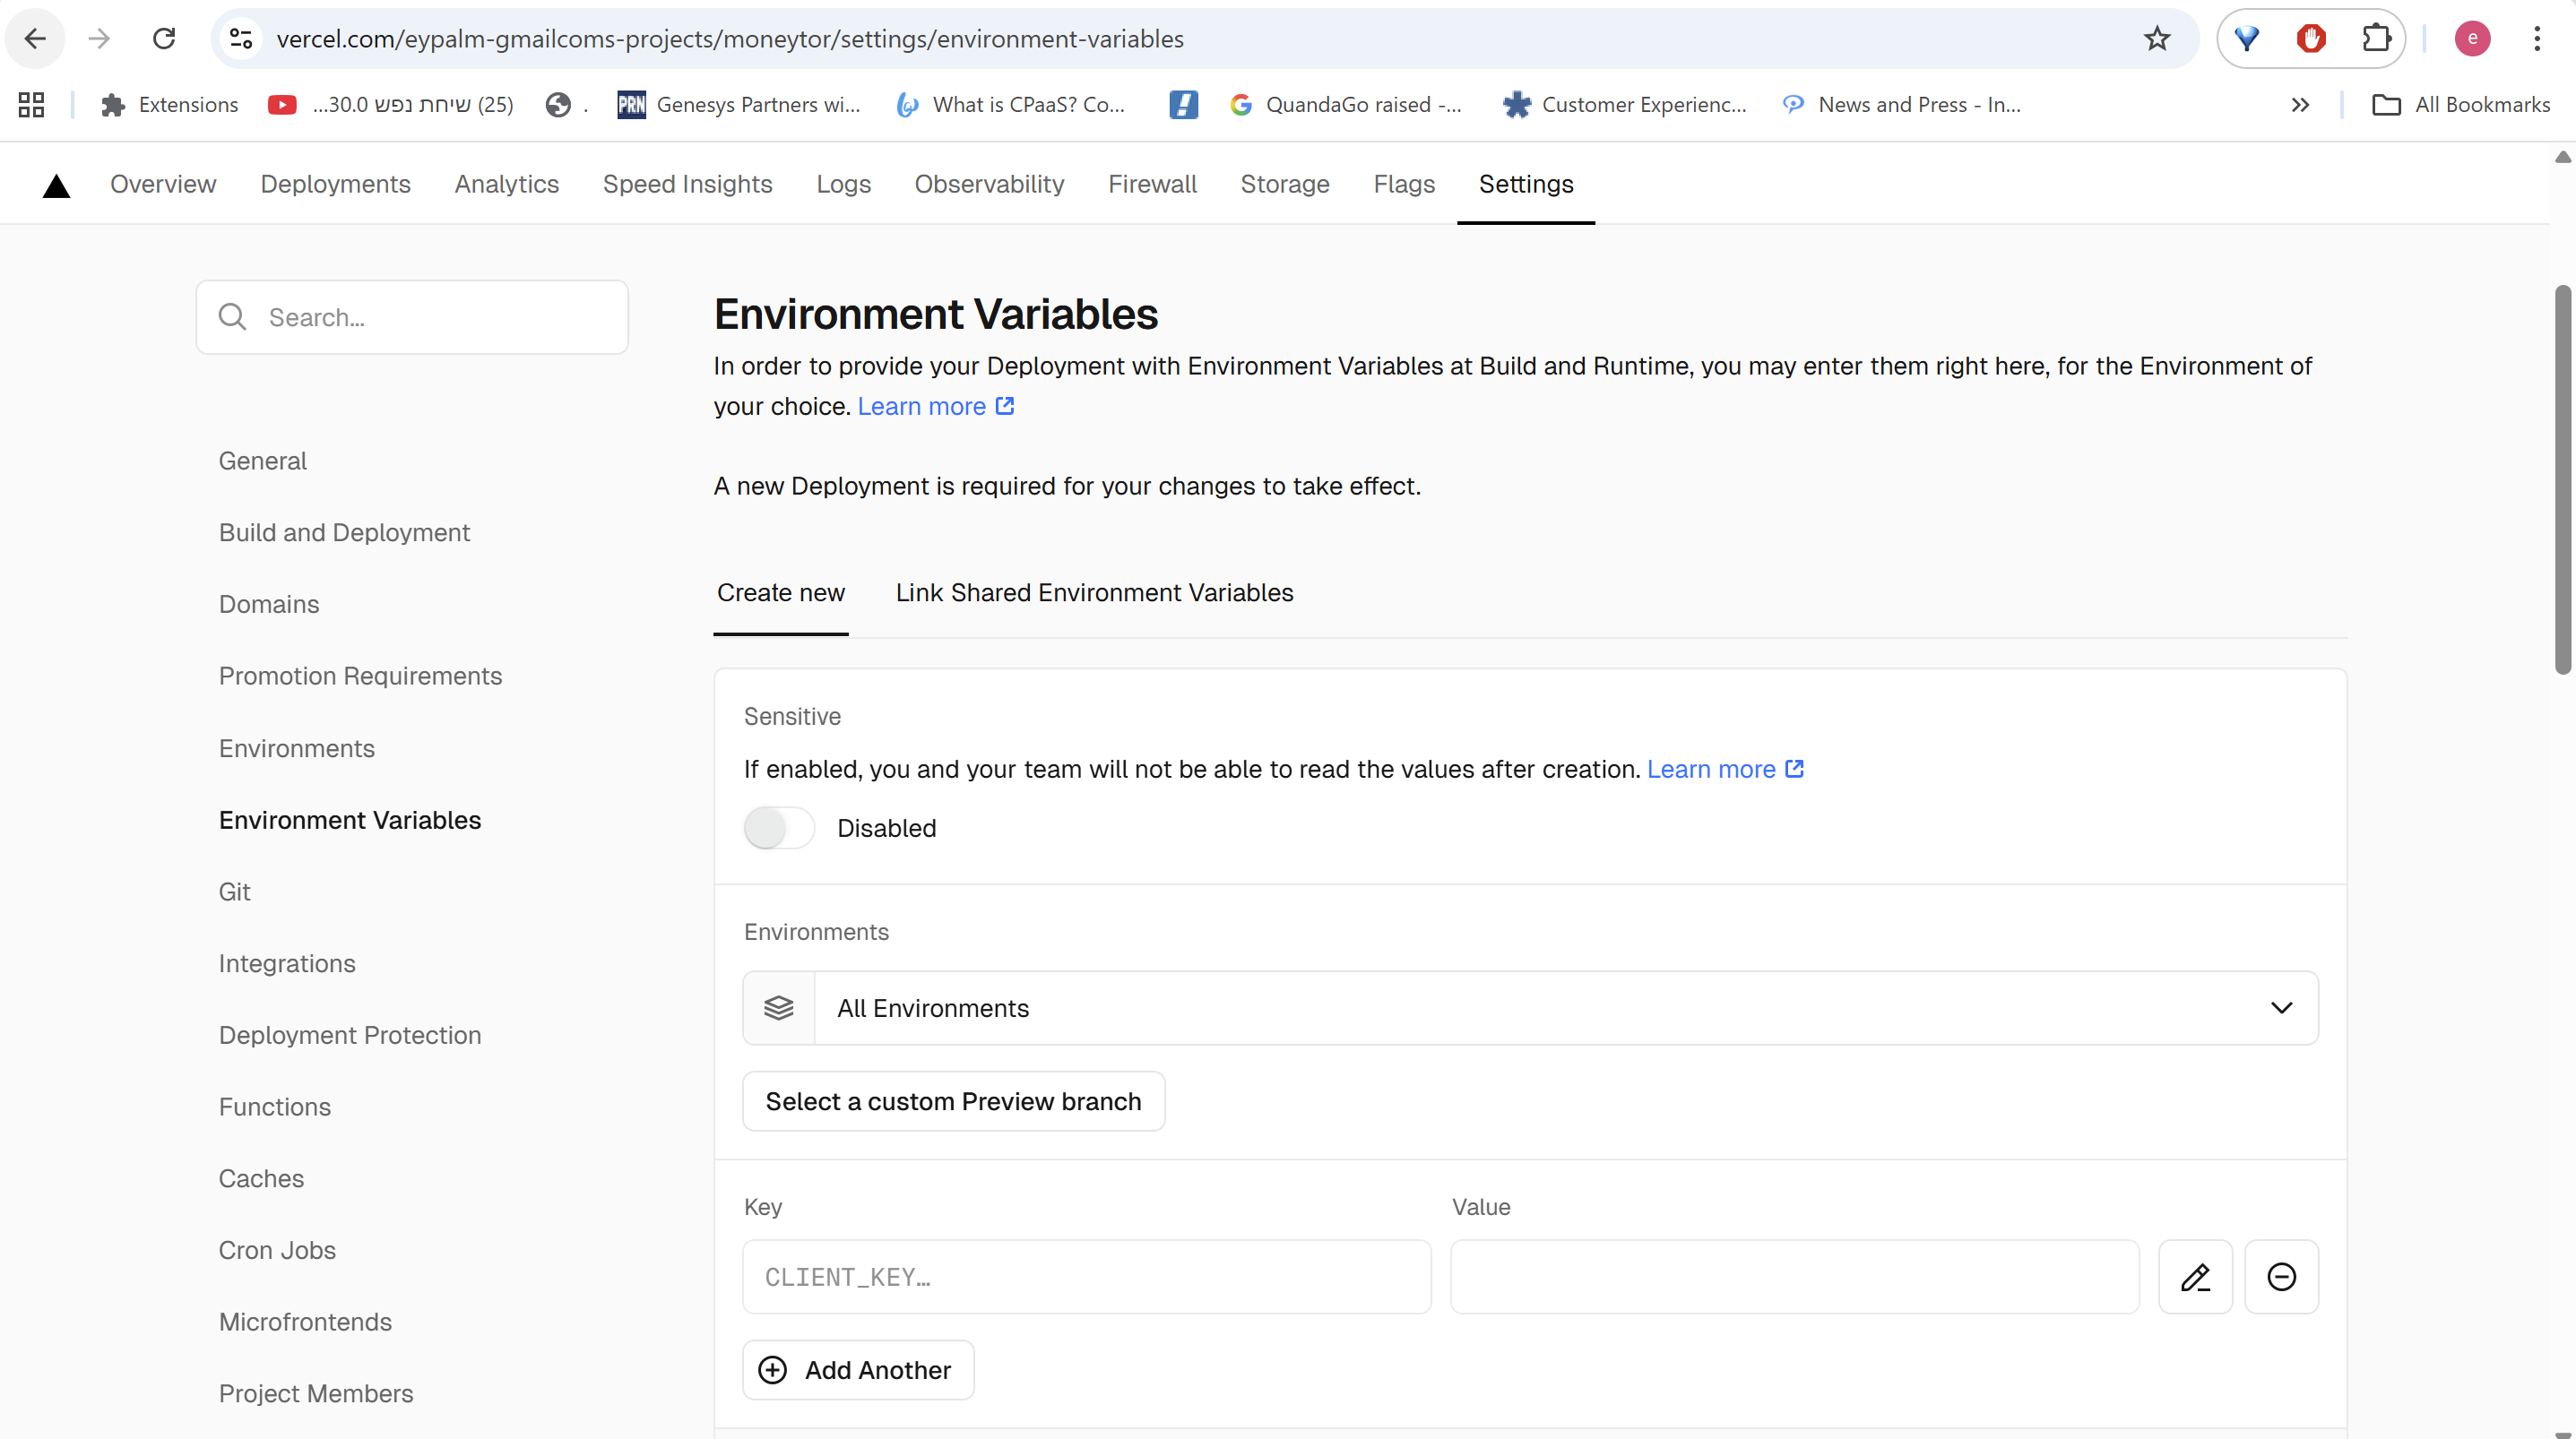 vercel.com/eypalm-gmailcoms-projects/moneytor/settings/environment-variables
e
Extensions
...30.0 שיחת נפש (25)
.
PRN Genesys Partners wi...
What is CPaaS? Co...
QuandaGo raised -...
Customer Experienc...
News and Press - In...
All Bookmarks
Overview
Deployments
Analytics
Speed Insights
Logs
Observability
Firewall
Storage
Flags
Settings
Search...
General
Build and Deployment
Domains
Promotion Requirements
Environments
Environment Variables
Git
Integrations
Deployment Protection
Functions
Caches
Cron Jobs
Microfrontends
Project Members
Environment Variables
In order to provide your Deployment with Environment Variables at Build and Runtime, you may enter them right here, for the Environment of
your choice. Learn more
A new Deployment is required for your changes to take effect.
Create new
Link Shared Environment Variables
Sensitive
If enabled, you and your team will not be able to read the values after creation. Learn more
Disabled
Environments
All Environments
Select a custom Preview branch
Key
Value
CLIENT_KEY...
Add Another